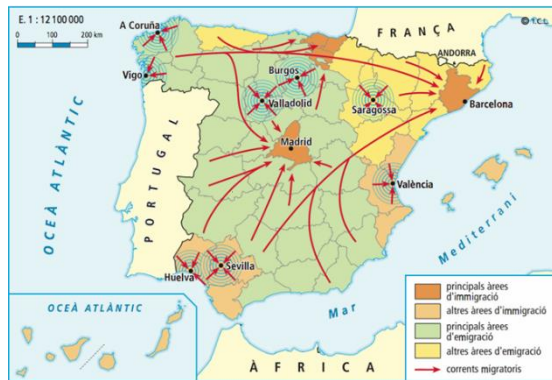 E. 1 : 12 100 000
0 100 200 km
© I.C.L.
A Coruña
Vigo
Burgos
Valladolid
Saragossa
Barcelona
Madrid
València
Sevilla
Huelva
FRANÇA
ANDORRA
PORTUGAL
OCEÀ ATLÀNTIC
Mar Mediterrani
OCEÀ ATLÀNTIC
ÀFRICA
principals àrees
d'immigració
altres àrees d'immigració
principals àrees
d'emigració
altres àrees d'emigració
corrents migratoris